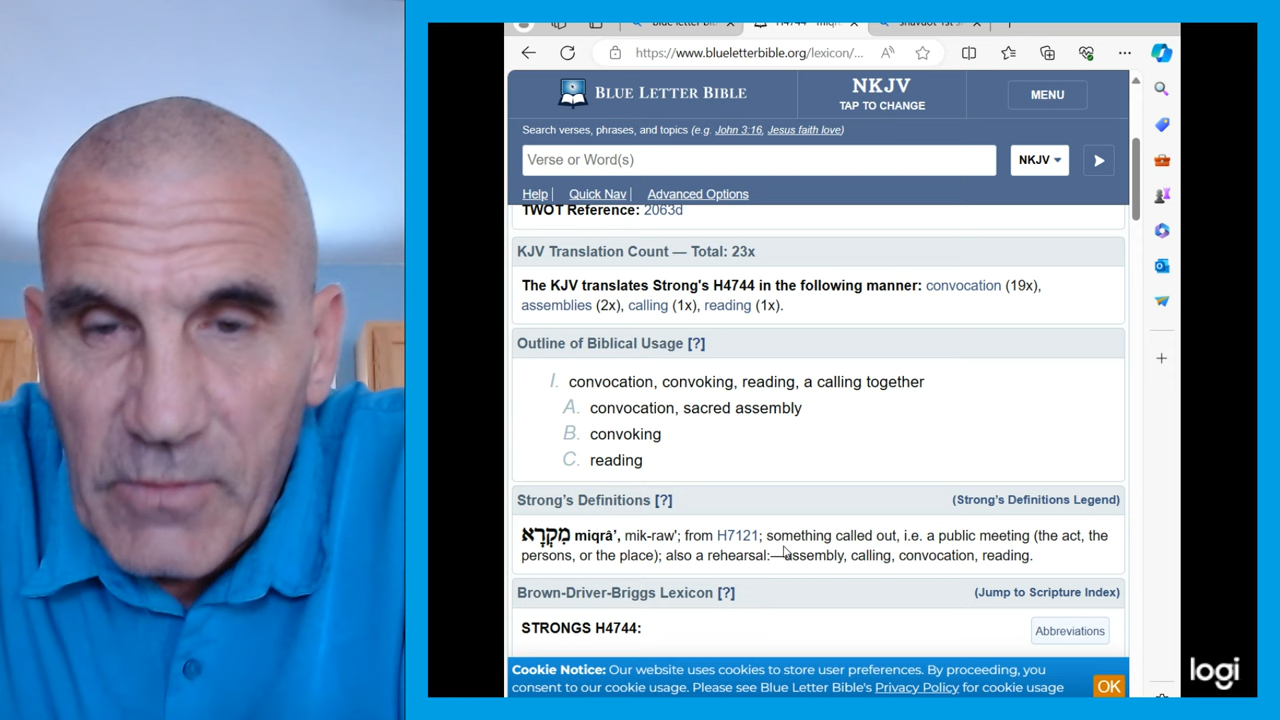 https://www.blueletterbible.org/lexicon/...
BLUE LETTER BIBLE
NKJV
TAP TO CHANGE
MENU
Search verses, phrases, and topics (e.g. John 3:16, Jesus faith love)
Verse or Word(s)
NKJV
Help | Quick Nav | Advanced Options
TWOT Reference: 2063d
KJV Translation Count — Total: 23x
The KJV translates Strong's H4744 in the following manner: convocation (19x),
assemblies (2x), calling (1x), reading (1x).
Outline of Biblical Usage [?]
I. convocation, convoking, reading, a calling together
A. convocation, sacred assembly
B. convoking
C. reading
Strong's Definitions [?]
(Strong's Definitions Legend)
מִקְרָא miqrâʼ, mik-raw'; from H7121; something called out, i.e. a public meeting (the act, the
persons, or the place); also a rehearsal:—assembly, calling, convocation, reading.
Brown-Driver-Briggs Lexicon [?]
(Jump to Scripture Index)
STRONGS H4744:
Abbreviations
Cookie Notice: Our website uses cookies to store user preferences. By proceeding, you
consent to our cookie usage. Please see Blue Letter Bible's Privacy Policy for cookie usage
OK
logi